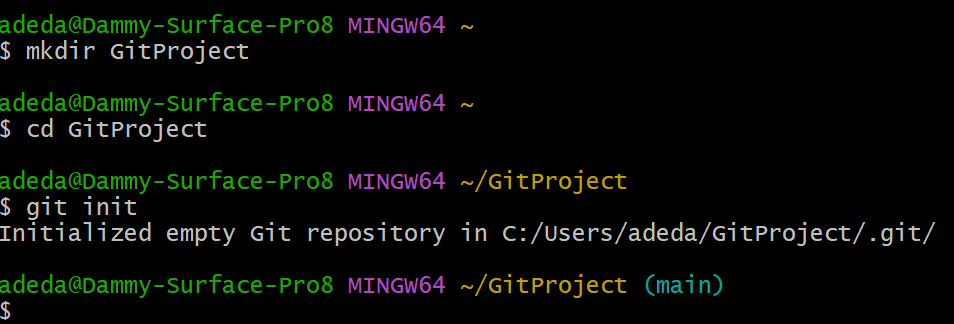 adeda@Dammy-Surface-Pro8 MINGW64 ~
$ mkdir GitProject
adeda@Dammy-Surface-Pro8 MINGW64 ~
$ cd GitProject
adeda@Dammy-Surface-Pro8 MINGW64 ~/GitProject
$ git init
Initialized empty Git repository in C:/Users/adeda/GitProject/.git/
adeda@Dammy-Surface-Pro8 MINGW64 ~/GitProject (main)
$